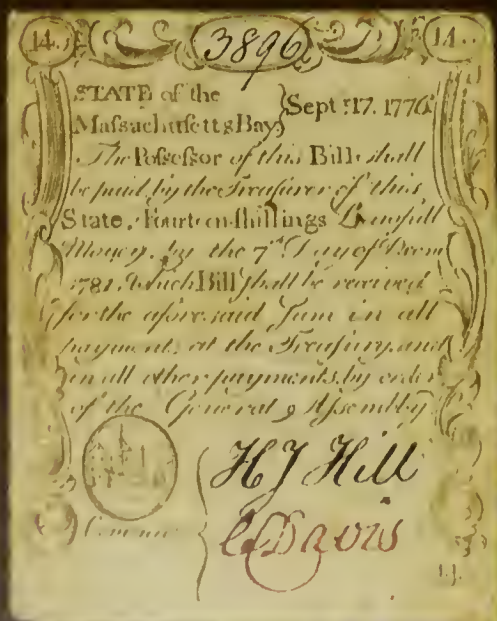 14. 3896 14.
STATE of the
Maſsachuſetts Bay. } Sept. 17. 1776.
The Poſseſsor of this Bill ſhall
be paid by the Treaſurer of this
State, Fourteen ſhillings Lawfull
Money, by the 7th Day of Decem
1781. which Bill ſhall be received
for the aforeſaid Sum in all
payments at the Treaſury and
in all other payments by order
of the General Aſsembly
H J Hill
Davis